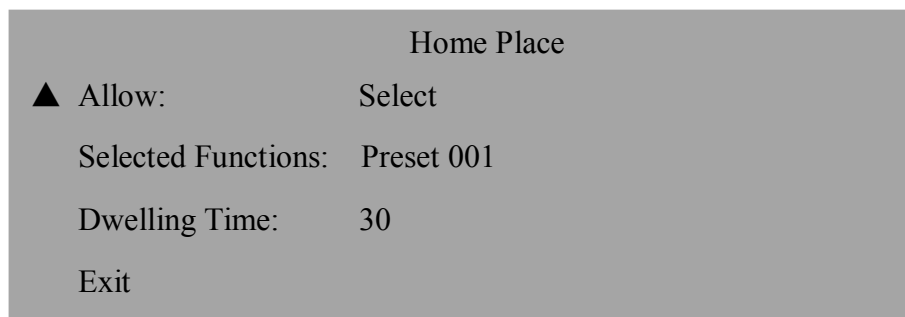 Home Place
▲ Allow: Select
Selected Functions: Preset 001
Dwelling Time: 30
Exit